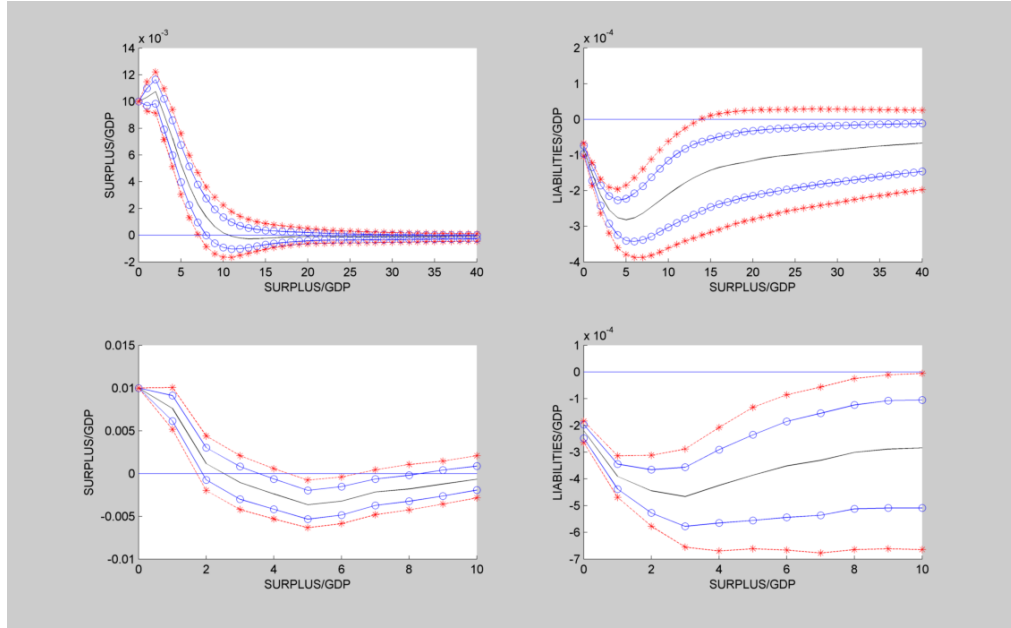 x 10-3
14
12
10
8
6
4
2
0
-2
SURPLUS/GDP
0 5 10 15 20 25 30 35 40
SURPLUS/GDP
x 10-4
2
1
0
-1
-2
-3
-4
LIABILITIES/GDP
0 5 10 15 20 25 30 35 40
SURPLUS/GDP
0.015
0.01
0.005
0
-0.005
-0.01
SURPLUS/GDP
0 2 4 6 8 10
SURPLUS/GDP
x 10-4
1
0
-1
-2
-3
-4
-5
-6
-7
LIABILITIES/GDP
0 2 4 6 8 10
SURPLUS/GDP